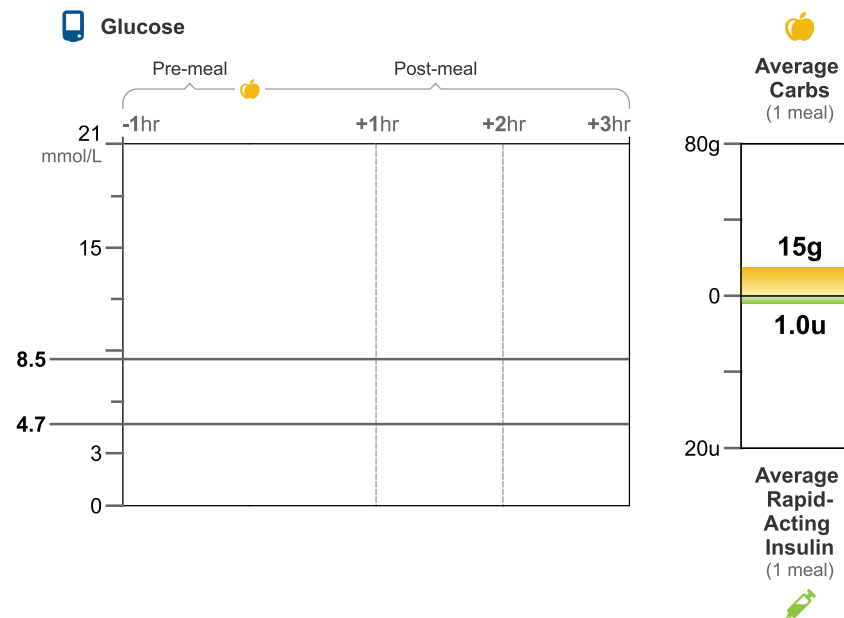 Glucose
Pre-meal
Post-meal
-1hr
+1hr
+2hr
+3hr
21
mmol/L
15
8.5
4.7
3
0
Average
Carbs
(1 meal)
80g
15g
0
1.0u
20u
Average
Rapid-
Acting
Insulin
(1 meal)